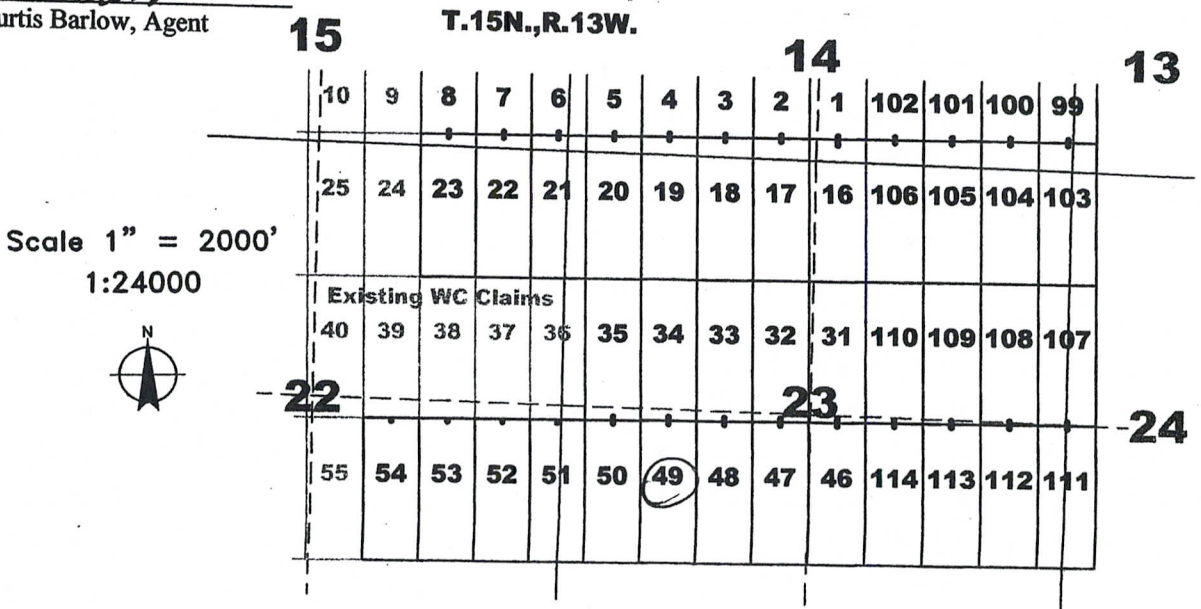 urtis Barlow, Agent
T.15N.,R.13W.
15
14
13
10 9 8 7 6 5 4 3 2 1 102 101 100 99
25 24 23 22 21 20 19 18 17 16 106 105 104 103
Scale 1" = 2000'
1:24000
Existing WC Claims
N
40 39 38 37 36 35 34 33 32 31 110 109 108 107
22
23
24
55 54 53 52 51 50 49 48 47 46 114 113 112 111